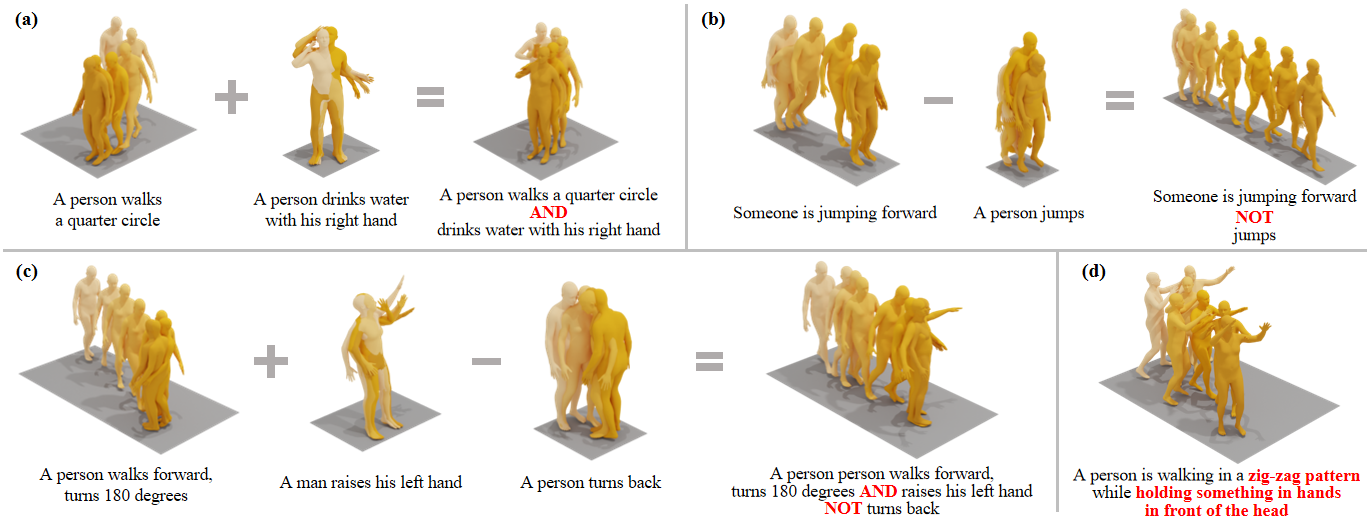 (a)
A person walks
a quarter circle
+
A person drinks water
with his right hand
=
A person walks a quarter circle
AND
drinks water with his right hand
(b)
Someone is jumping forward
−
A person jumps
=
Someone is jumping forward
NOT
jumps
(c)
A person walks forward,
turns 180 degrees
+
A man raises his left hand
−
A person turns back
=
A person person walks forward,
turns 180 degrees AND raises his left hand
NOT turns back
(d)
A person is walking in a zig-zag pattern
while holding something in hands
in front of the head